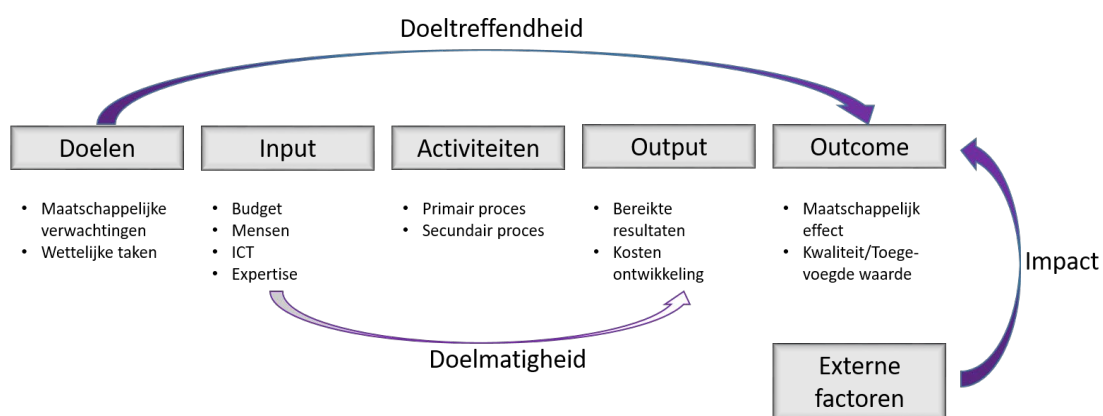 Doeltreffendheid
Doelen
Input
Activiteiten
Output
Outcome
• Maatschappelijke
verwachtingen
• Wettelijke taken
• Budget
• Mensen
• ICT
• Expertise
• Primair proces
• Secundair proces
• Bereikte
resultaten
• Kosten
ontwikkeling
• Maatschappelijk
effect
• Kwaliteit/Toege-
voegde waarde
Impact
Doelmatigheid
Externe
factoren